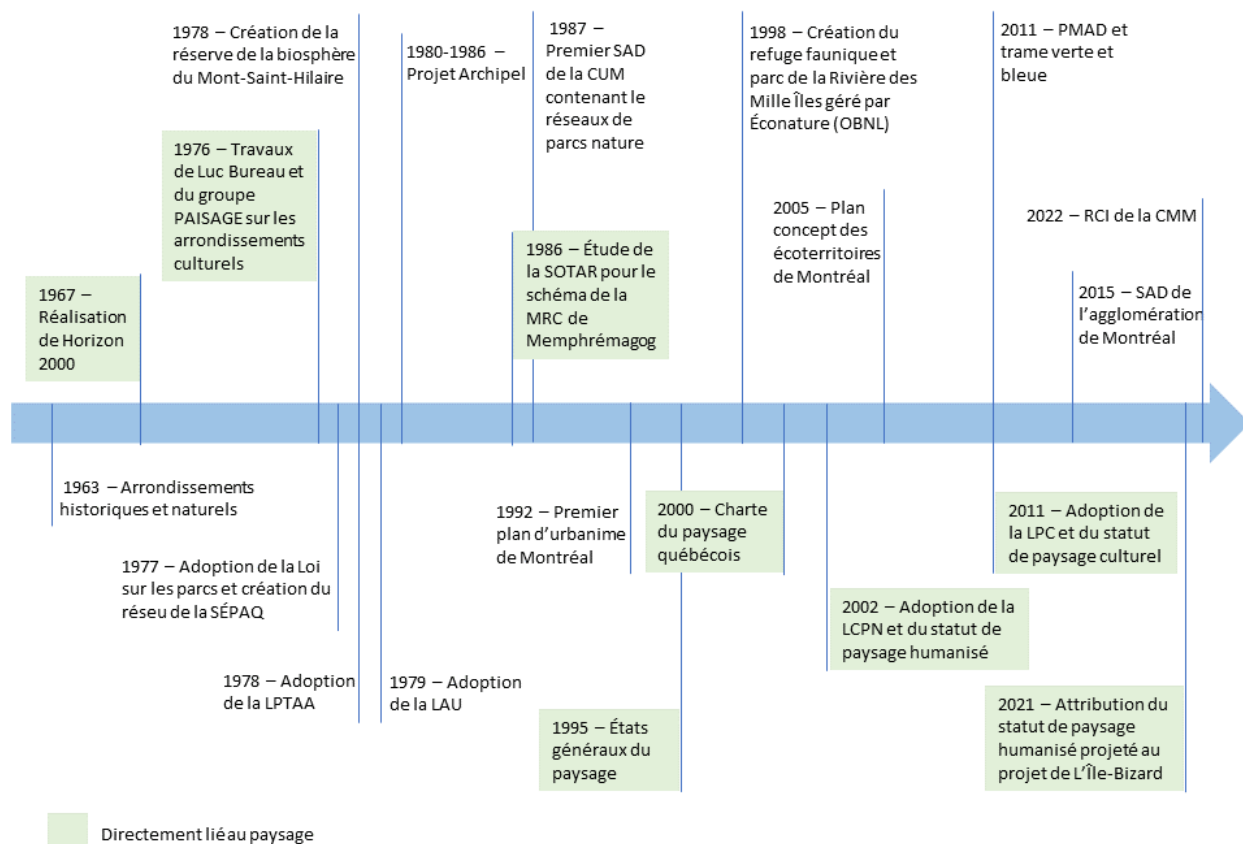 1978 – Création de la
réserve de la biosphère
du Mont-Saint-Hilaire
1980-1986 –
Projet Archipel
1987 –
Premier SAD
de la CUM
contenant le
réseaux de
parcs nature
1998 – Création du
refuge faunique et
parc de la Rivière des
Mille Îles géré par
Éconature (OBNL)
2011 – PMAD et
trame verte et
bleue
1976 – Travaux
de Luc Bureau et
du groupe
PAISAGE sur les
arrondissements
culturels
2005 – Plan
concept des
écoterritoires
de Montréal
2022 – RCI de la CMM
1986 – Étude de
la SOTAR pour le
schéma de la
MRC de
Memphrémagog
1967 –
Réalisation
de Horizon
2000
2015 – SAD de
l'agglomération
de Montréal
1963 – Arrondissements
historiques et naturels
1992 – Premier
plan d'urbanime
de Montréal
2000 – Charte
du paysage
québécois
2011 – Adoption de
la LPC et du statut
de paysage culturel
1977 – Adoption de la Loi
sur les parcs et création du
réseu de la SÉPAQ
2002 – Adoption de la
LCPN et du statut de
paysage humanisé
1978 – Adoption
de la LPTAA
1979 – Adoption
de la LAU
1995 – États
généraux du
paysage
2021 – Attribution du
statut de paysage
humanisé projeté au
projet de L'Île-Bizard
Directement lié au paysage